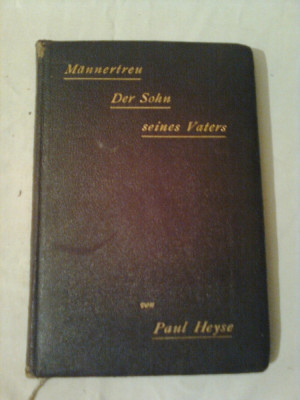 Männertreu
Der Sohn
seines Vaters
von
Paul Heyse